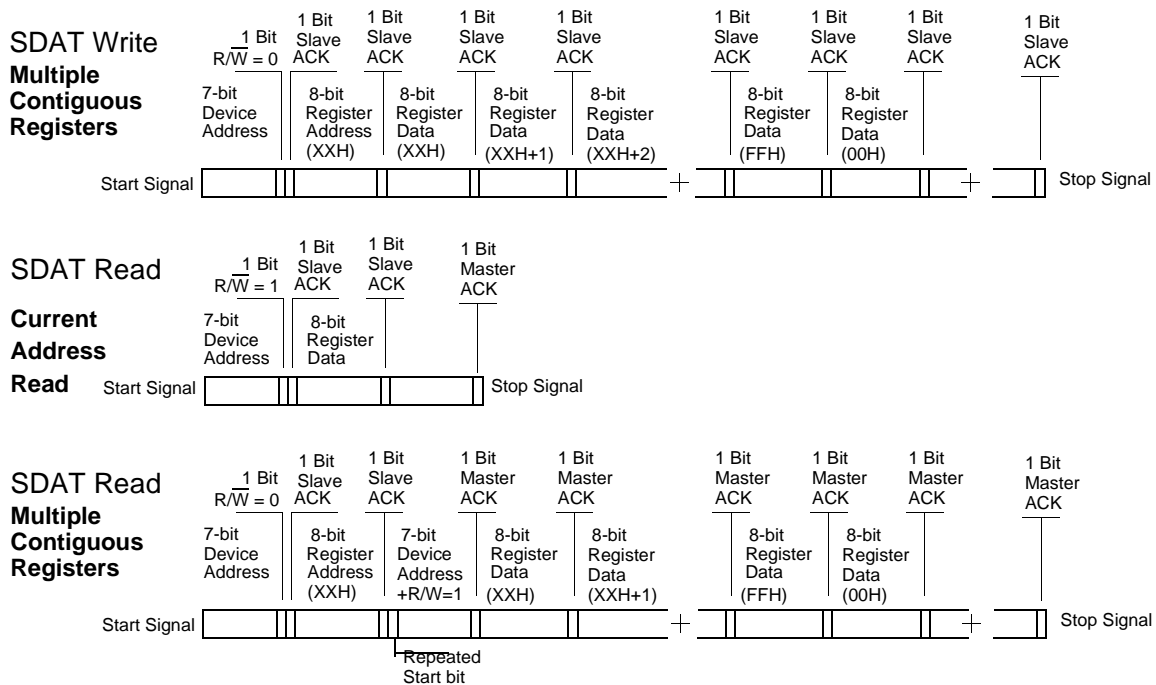 SDAT Write
Multiple
Contiguous
Registers
1 Bit
R/W = 0
1 Bit
Slave
ACK
1 Bit
Slave
ACK
1 Bit
Slave
ACK
1 Bit
Slave
ACK
1 Bit
Slave
ACK
1 Bit
Slave
ACK
1 Bit
Slave
ACK
1 Bit
Slave
ACK
7-bit
Device
Address
8-bit
Register
Address
(XXH)
8-bit
Register
Data
(XXH)
8-bit
Register
Data
(XXH+1)
8-bit
Register
Data
(XXH+2)
8-bit
Register
Data
(FFH)
8-bit
Register
Data
(00H)
Start Signal
Stop Signal
SDAT Read
Current
Address
Read
1 Bit
R/W = 1
1 Bit
Slave
ACK
1 Bit
Slave
ACK
1 Bit
Master
ACK
7-bit
Device
Address
8-bit
Register
Data
Start Signal
Stop Signal
SDAT Read
Multiple
Contiguous
Registers
1 Bit
R/W = 0
1 Bit
Slave
ACK
1 Bit
Slave
ACK
1 Bit
Master
ACK
1 Bit
Master
ACK
1 Bit
Master
ACK
1 Bit
Master
ACK
1 Bit
Master
ACK
1 Bit
Master
ACK
7-bit
Device
Address
8-bit
Register
Address
(XXH)
7-bit
Device
Address
+R/W=1
8-bit
Register
Data
(XXH)
8-bit
Register
Data
(XXH+1)
8-bit
Register
Data
(FFH)
8-bit
Register
Data
(00H)
Start Signal
Stop Signal
Repeated
Start bit